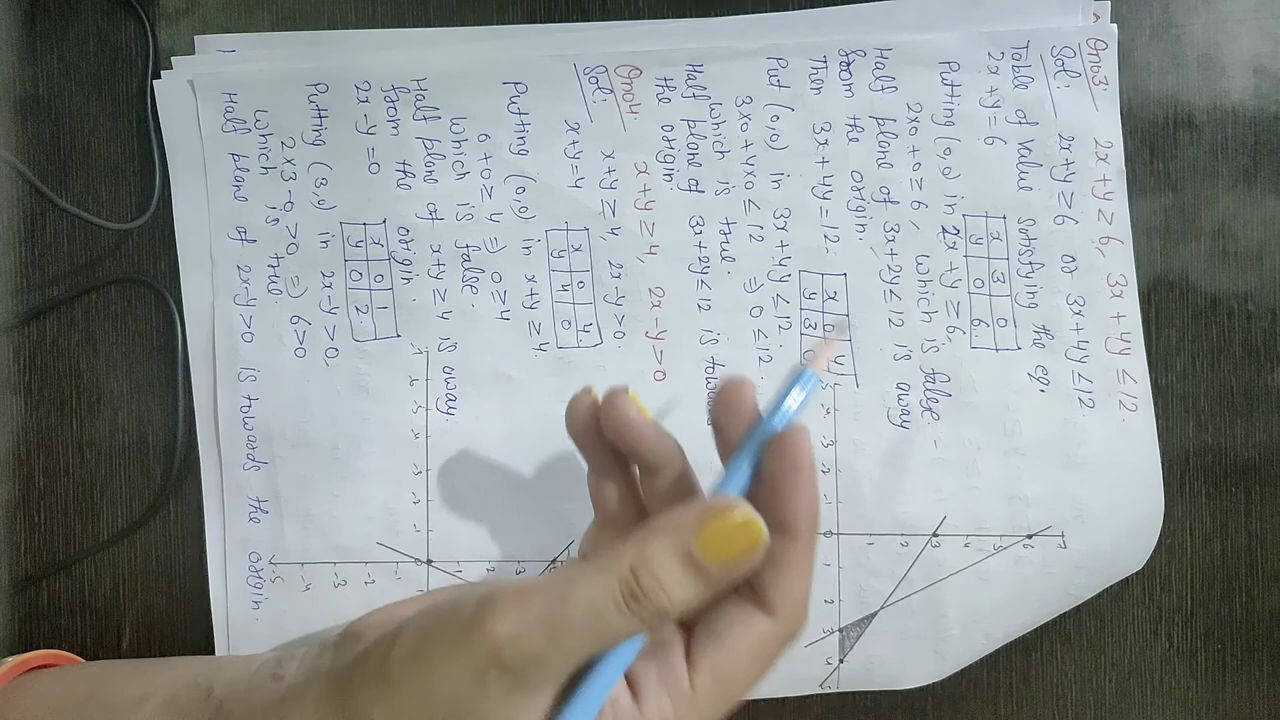 Qno3. 2x+y≥6, 3x+4y≤12.
Sol: 2x+y≥6 or 3x+4y≤12
Table of value satisfying the eq.
2x+y=6
x 3 0
y 0 6.
Putting (0,0) in 2x+y≥6,
2x0+0≥6, which is false.
Half plane of 3x+2y≤12 is away
from the origin.
Then 3x+4y=12
x 0 4
y 3 0
Put (0,0) in 3x+4y≤12.
3x0+4x0≤12 ⇒ 0≤12.
which is true.
Half plane of 3x+2y≤12 is
the origin.
Qno4. x+y≥4, 2x-y>0
Sol: x+y≥4, 2x-y>0.
x+y=4
x 0 4.
y 4 0
Putting (0,0) in x+y≥4.
0+0≥4 ⇒ 0≥4
which is false.
Half plane of x+y≥4 is away
from the origin.
2x-y=0
x 0 1
y 0 2.
Putting (3,0) in 2x-y>0.
2x3-0>0 ⇒ 6>0
which is true.
Half plane of 2x-y>0 is towards the origin.